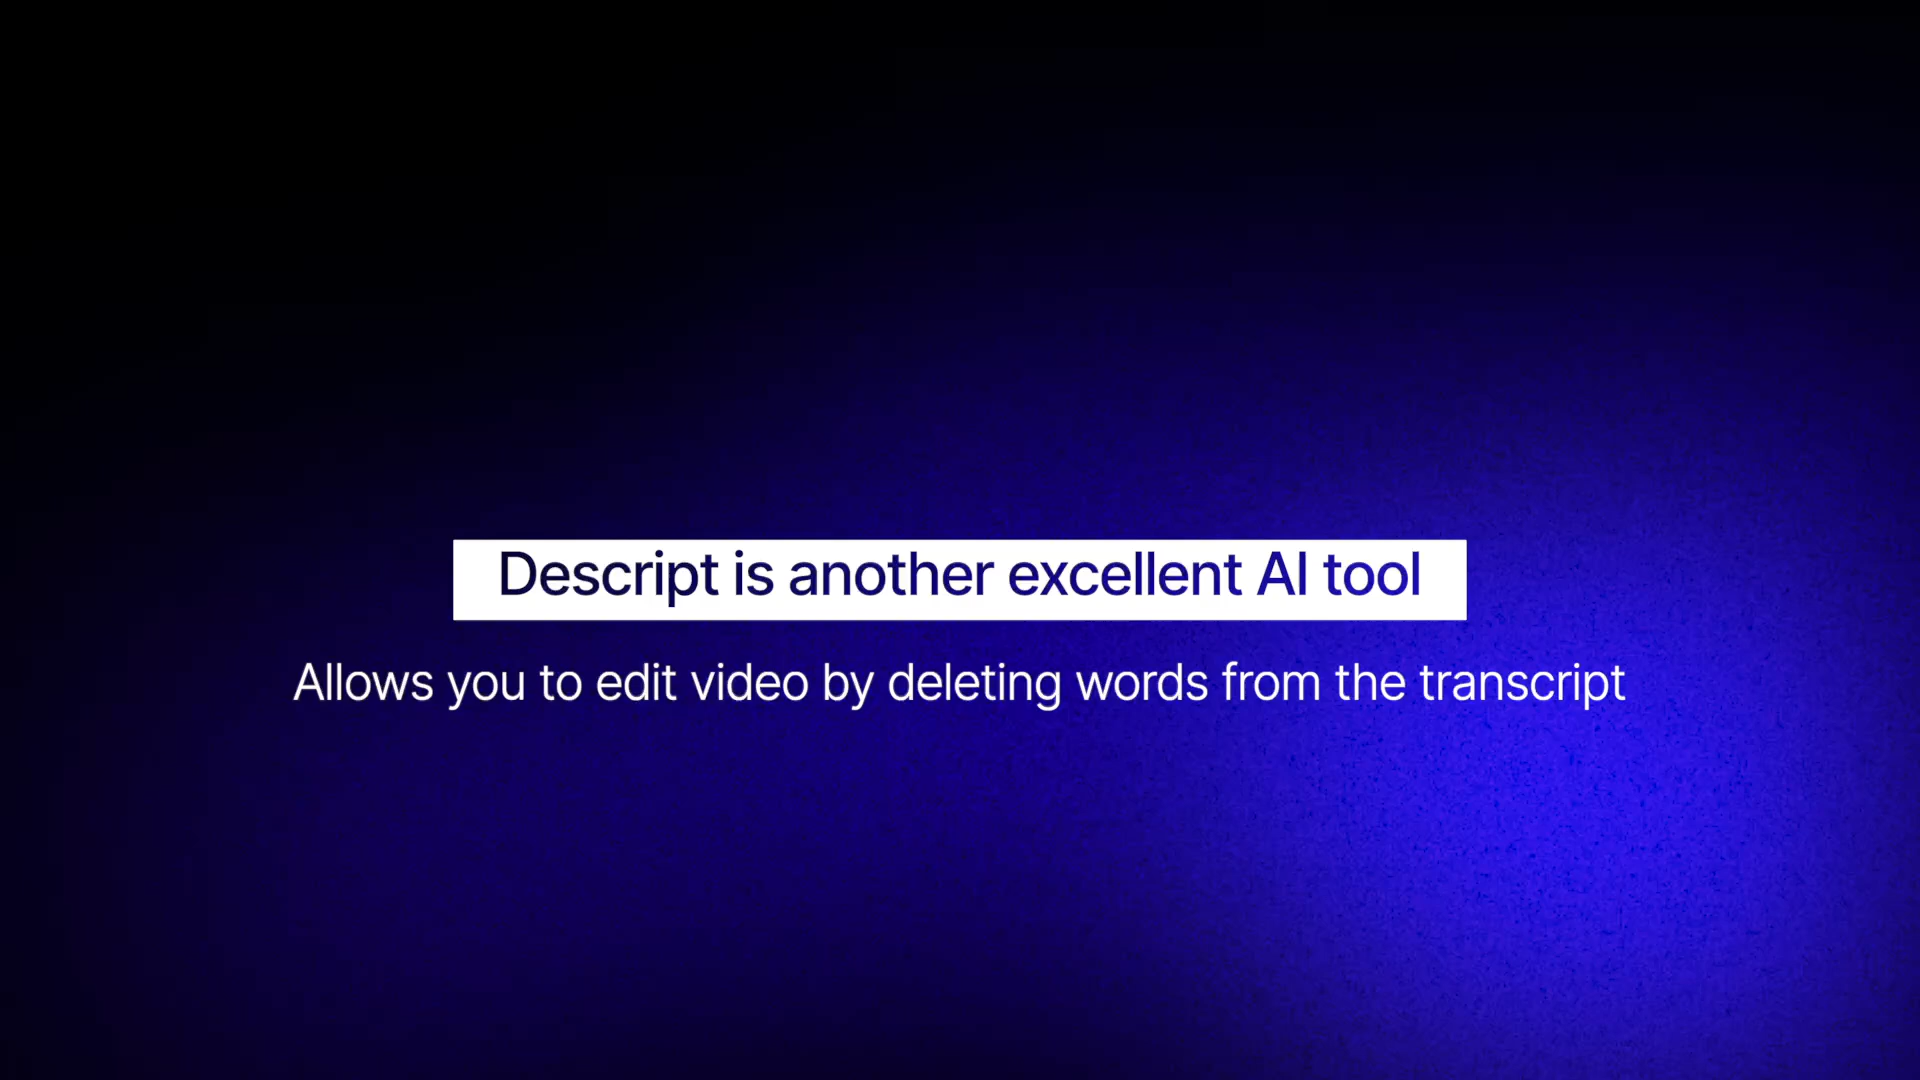 Descript is another excellent AI tool
Allows you to edit video by deleting words from the transcript